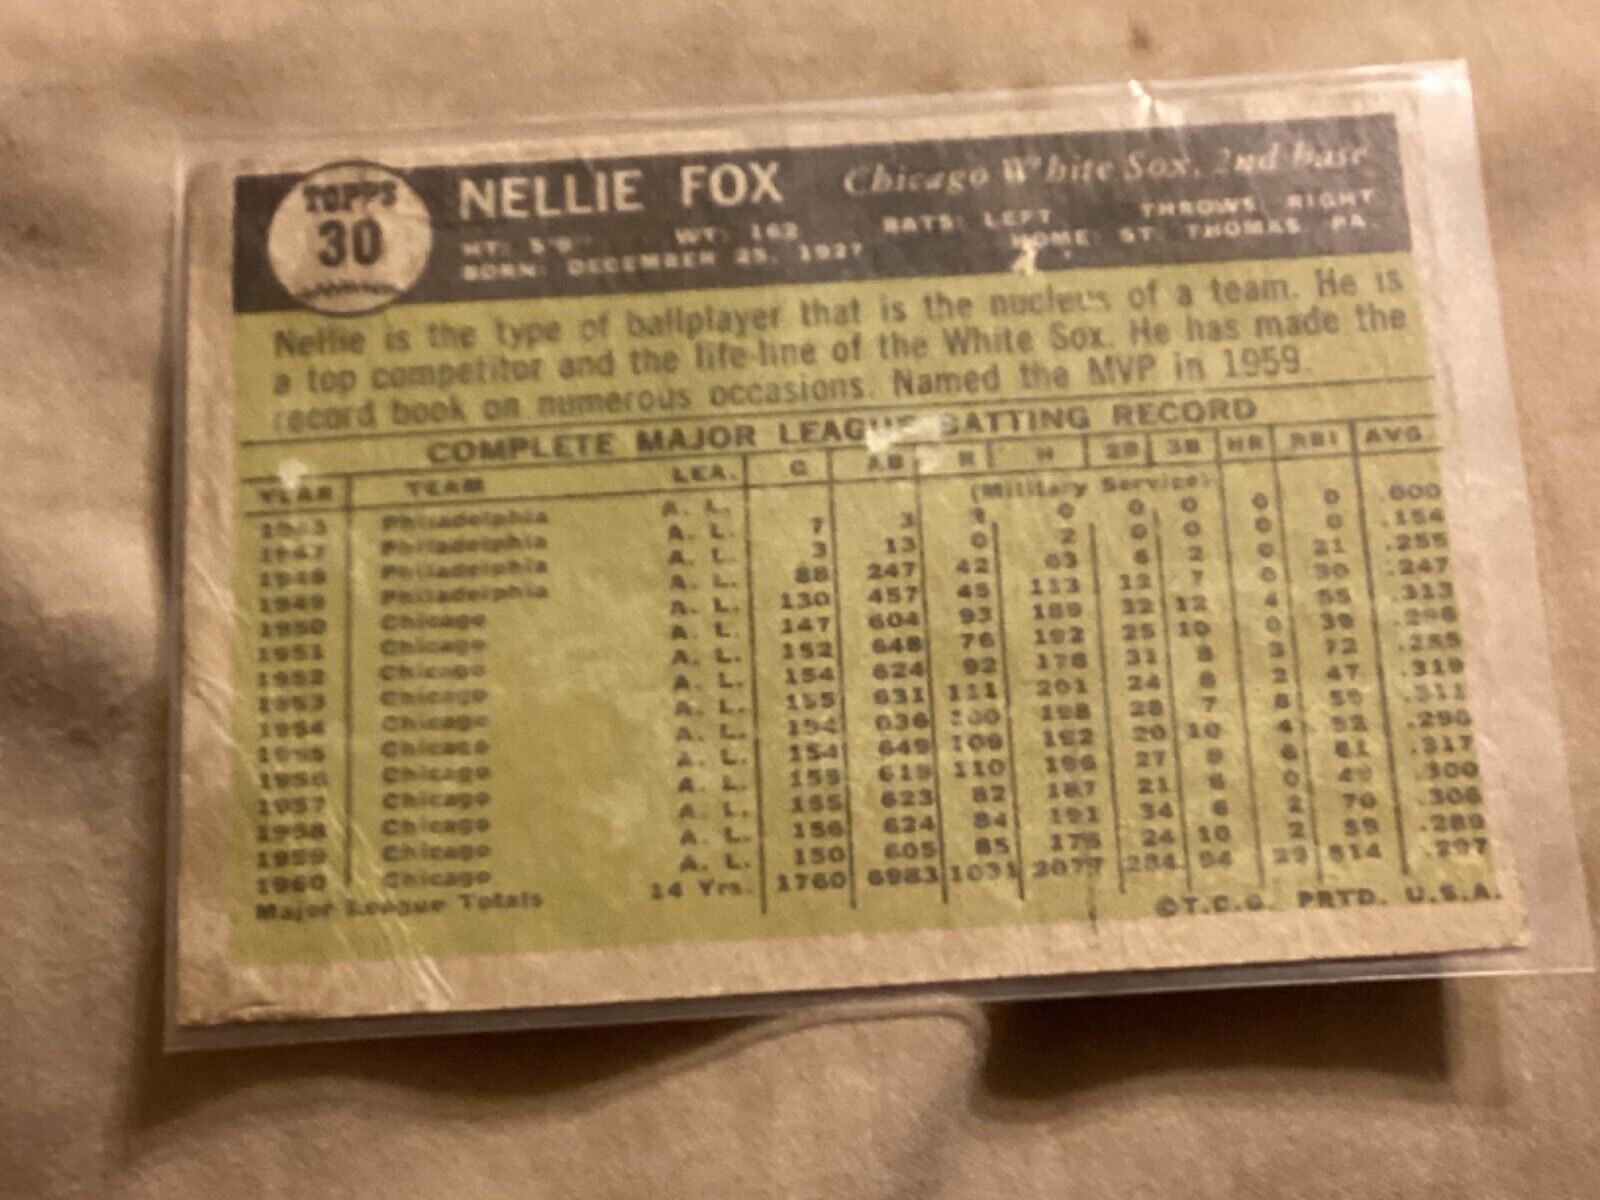 TOPPS
30
NELLIE FOX Chicago White Sox, 2nd base
HT: 5'9" WT: 162 BATS: LEFT THROWS: RIGHT
BORN: DECEMBER 25, 1927 HOME: ST. THOMAS, PA.
Nellie is the type of ballplayer that is the nucleus of a team. He is
a top competitor and the life-line of the White Sox. He has made the
record book on numerous occasions. Named the MVP in 1959.
COMPLETE MAJOR LEAGUE BATTING RECORD
YEAR TEAM LEA. G AB R H 2B 3B HR RBI AVG.
Philadelphia A. L. (Military Service)
1947 Philadelphia A. L. 7 3 0 0 0 0 0 .000
1948 Philadelphia A. L. 3 13 0 2 0 0 0 0 .154
1949 Philadelphia A. L. 88 247 42 63 6 2 0 21 .255
1950 Chicago A. L. 130 457 45 113 12 7 0 30 .247
1951 Chicago A. L. 147 604 93 189 32 12 4 55 .313
1952 Chicago A. L. 152 648 76 192 25 10 0 39 .296
1953 Chicago A. L. 154 624 92 178 31 8 3 72 .285
1954 Chicago A. L. 155 631 111 201 24 8 2 47 .319
1955 Chicago A. L. 154 636 100 198 28 7 59 .311
1956 Chicago A. L. 154 649 109 192 20 10 4 52 .296
1957 Chicago A. L. 155 619 110 196 27 8 6 61 .317
1958 Chicago A. L. 155 623 82 187 21 6 0 49 .300
1959 Chicago A. L. 156 624 84 191 34 6 2 70 .306
1960 Chicago A. L. 150 605 85 175 24 10 2 59 .289
Major League Totals 14 Yrs. 1760 6983 1031 2077 284 94 29 614 .297
©T.C.G. PRTD. U.S.A.